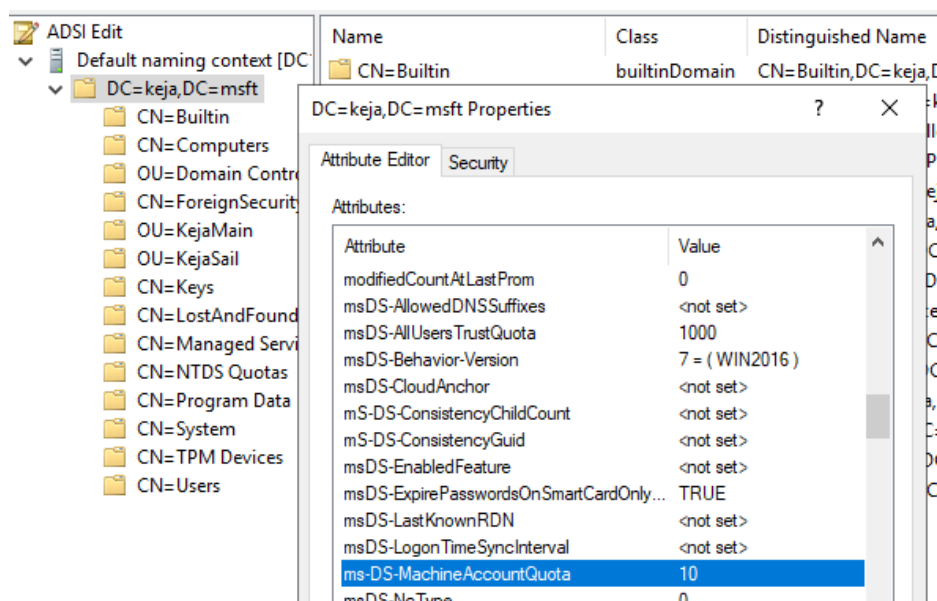 ADSI Edit
Default naming context [DC
DC=keja,DC=msft
CN=Builtin
CN=Computers
OU=Domain Contro
CN=ForeignSecurity
OU=KejaMain
OU=KejaSail
CN=Keys
CN=LostAndFound
CN=Managed Servi
CN=NTDS Quotas
CN=Program Data
CN=System
CN=TPM Devices
CN=Users
Name Class Distinguished Name
CN=Builtin builtinDomain CN=Builtin,DC=keja,D
DC=keja,DC=msft Properties ? ×
Attribute Editor Security
Attributes:
Attribute Value
modifiedCountAtLastProm 0
msDS-AllowedDNSSuffixes <not set>
msDS-AllUsersTrustQuota 1000
msDS-Behavior-Version 7 = ( WIN2016 )
msDS-CloudAnchor <not set>
mS-DS-ConsistencyChildCount <not set>
mS-DS-ConsistencyGuid <not set>
msDS-EnabledFeature <not set>
msDS-ExpirePasswordsOnSmartCardOnly... TRUE
msDS-LastKnownRDN <not set>
msDS-LogonTimeSyncInterval <not set>
ms-DS-MachineAccountQuota 10
msDS-NcType 0